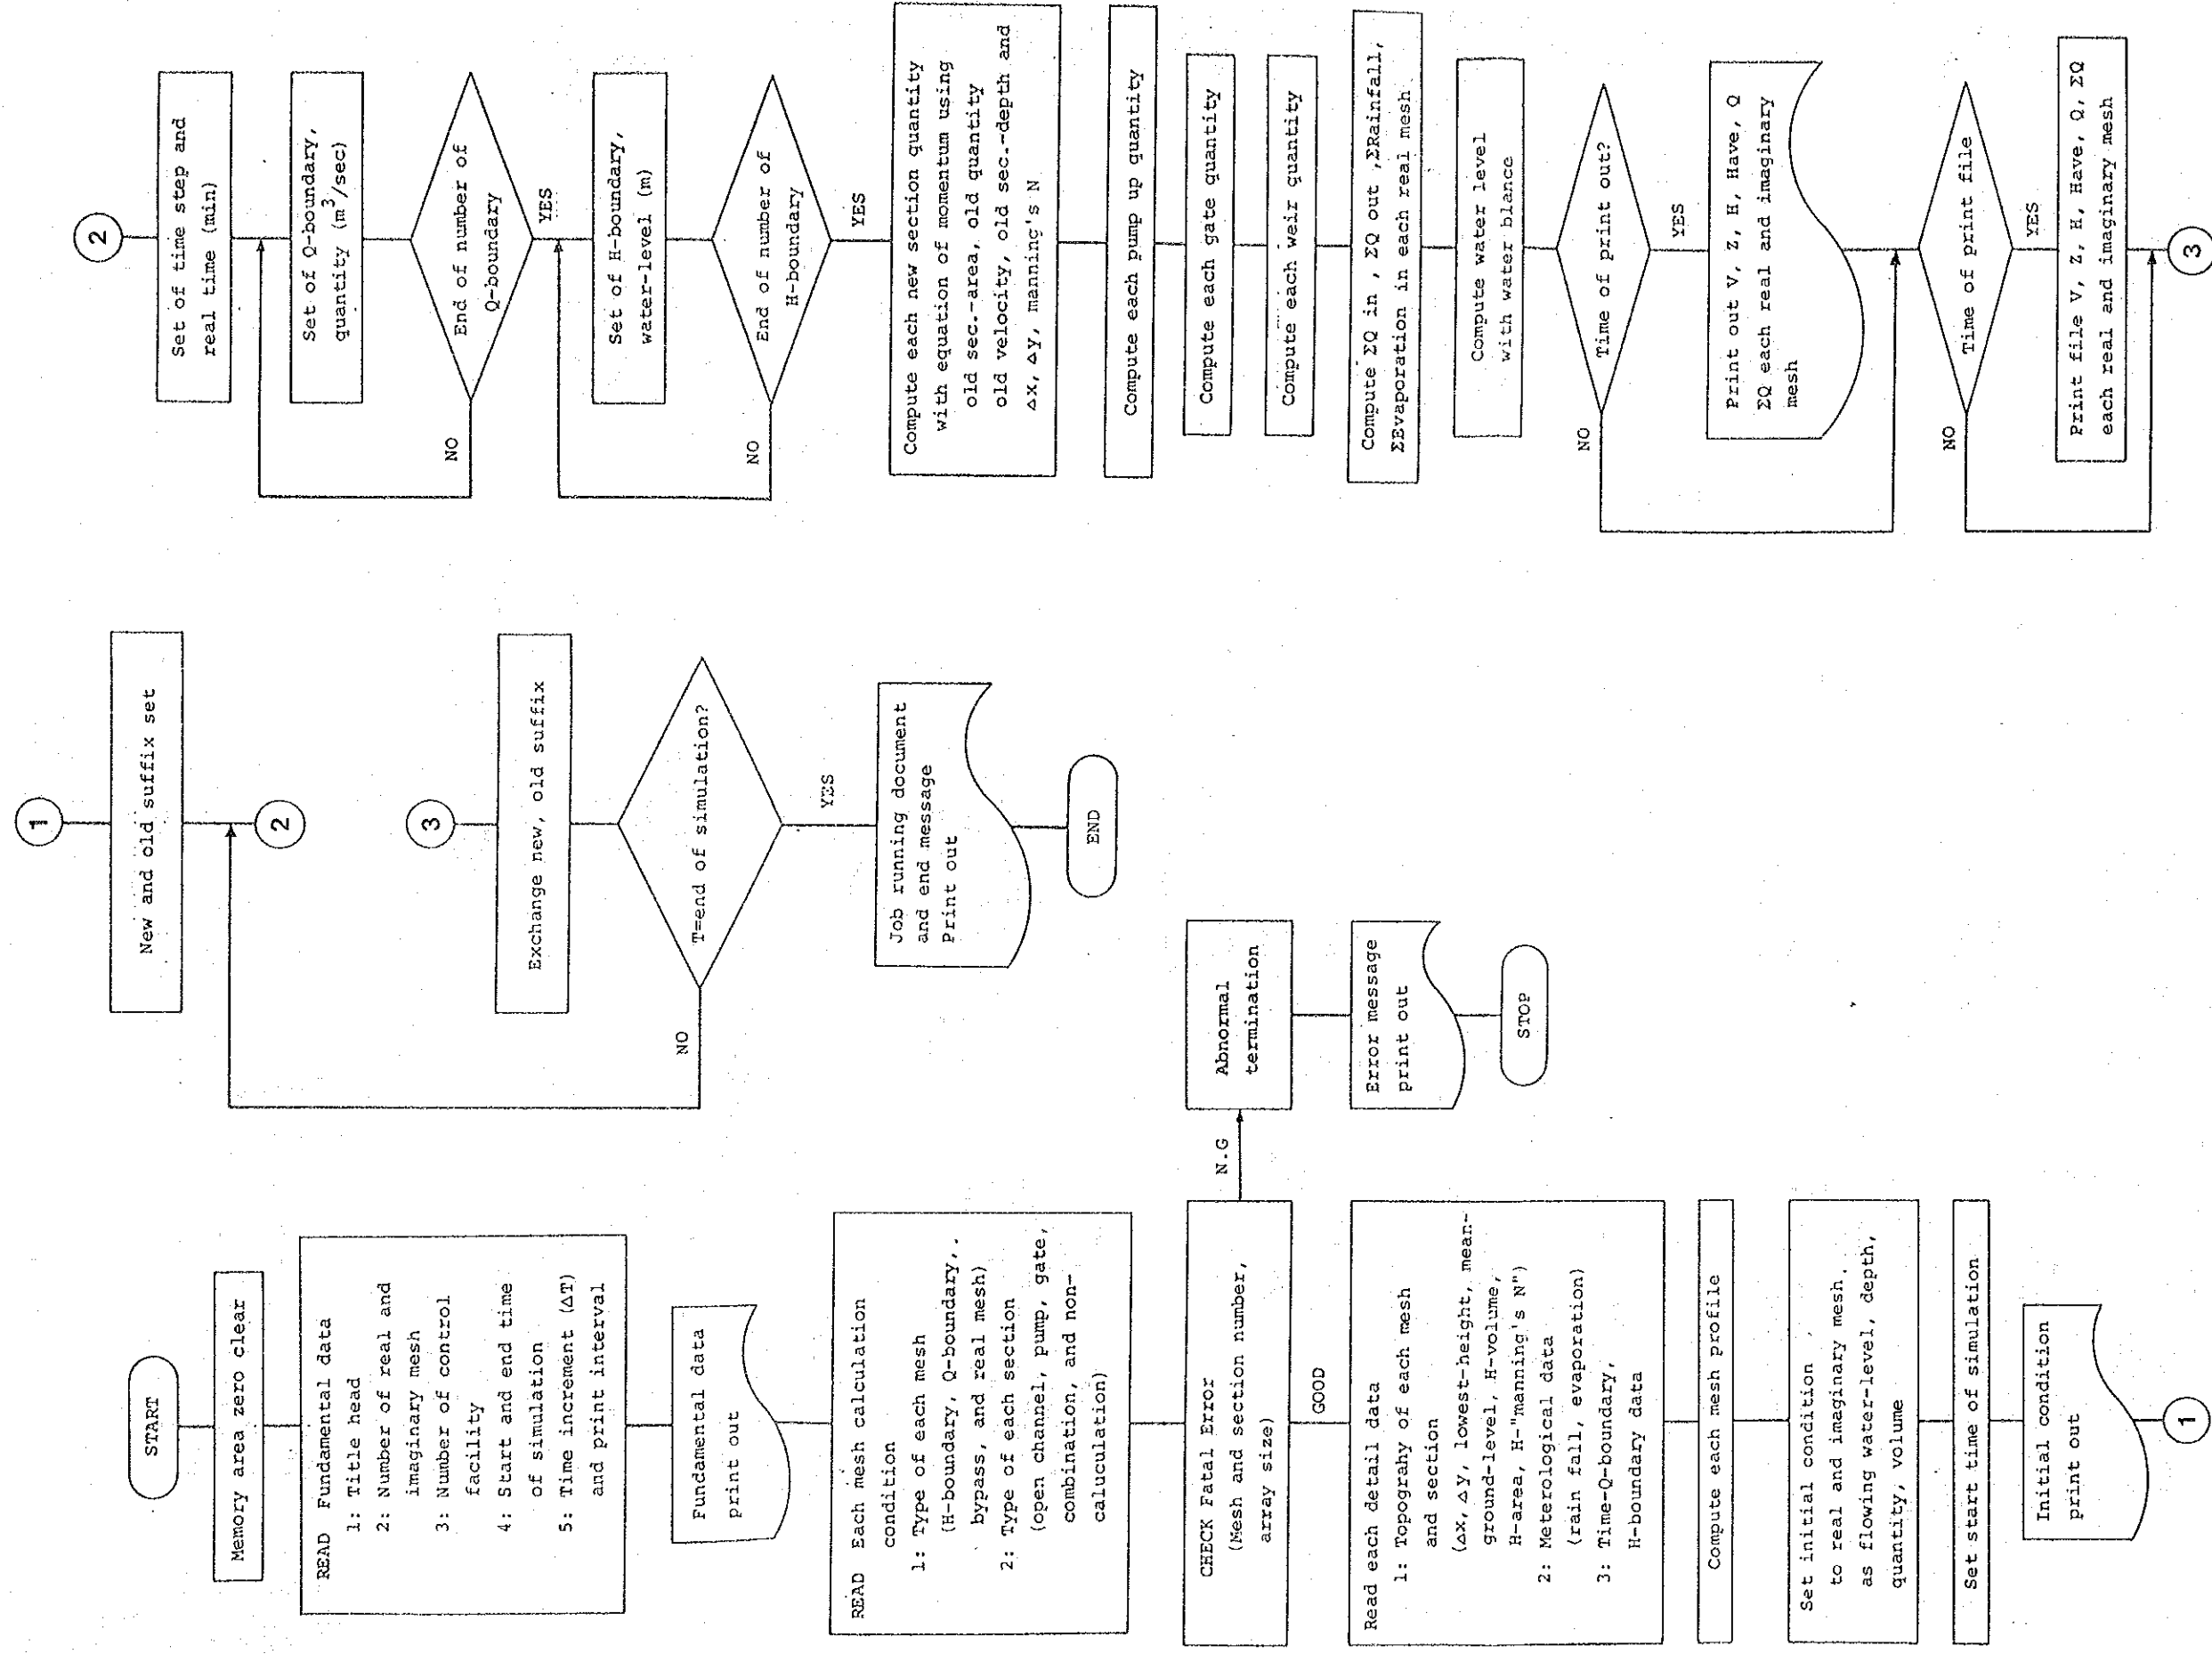 START
Memory area zero clear
READ Fundamental data
1: Title head
2: Number of real and
imaginary mesh
3: Number of control
facility
4: Start and end time
of simulation
5: Time increment (ΔT)
and print interval
Fundamental data
print out
READ Each mesh calculation
condition
1: Type of each mesh
(H-boundary, Q-boundary,.
bypass, and real mesh)
2: Type of each section
(open channel, pump, gate,
combination, and non-
caluculation)
CHECK Fatal Error
(Mesh and section number,
array size)
N.G
Abnormal
termination
Error message
print out
STOP
GOOD
Read each detail data
1: Topograhy of each mesh
and section
(Δx, Δy, lowest-height, mean-
ground-level, H-volume,
H-area, H-"manning's N")
2: Meterological data
(rain fall, evaporation)
3: Time-Q-boundary,
H-boundary data
Compute each mesh profile
Set initial condition
to real and imaginary mesh.
as flowing water-level, depth,
quantity, volume
Set start time of simulation
Initial condition
print out
1
1
New and old suffix set
2
3
Exchange new, old suffix
T=end of simulation?
NO
YES
Job running document
and end message
Print out
END
2
Set of time step and
real time (min)
Set of Q-boundary,
quantity (m³/sec)
End of number of
Q-boundary
NO
YES
Set of H-boundary,
water-level (m)
End of number of
H-boundary
NO
YES
Compute each new section quantity
with equation of momentum using
old sec.-area, old quantity
old velocity, old sec.-depth and
Δx, Δy, manning's N
Compute each pump up quantity
Compute each gate quantity
Compute each weir quantity
Compute ΣQ in , ΣQ out ,ΣRainfall,
ΣEvaporation in each real mesh
Compute water level
with water blance
Time of print out?
NO
YES
Print out V, Z, H, Have, Q
ΣQ each real and imaginary
mesh
Time of print file
NO
YES
Print file V, Z, H, Have, Q, ΣQ
each real and imaginary mesh
3